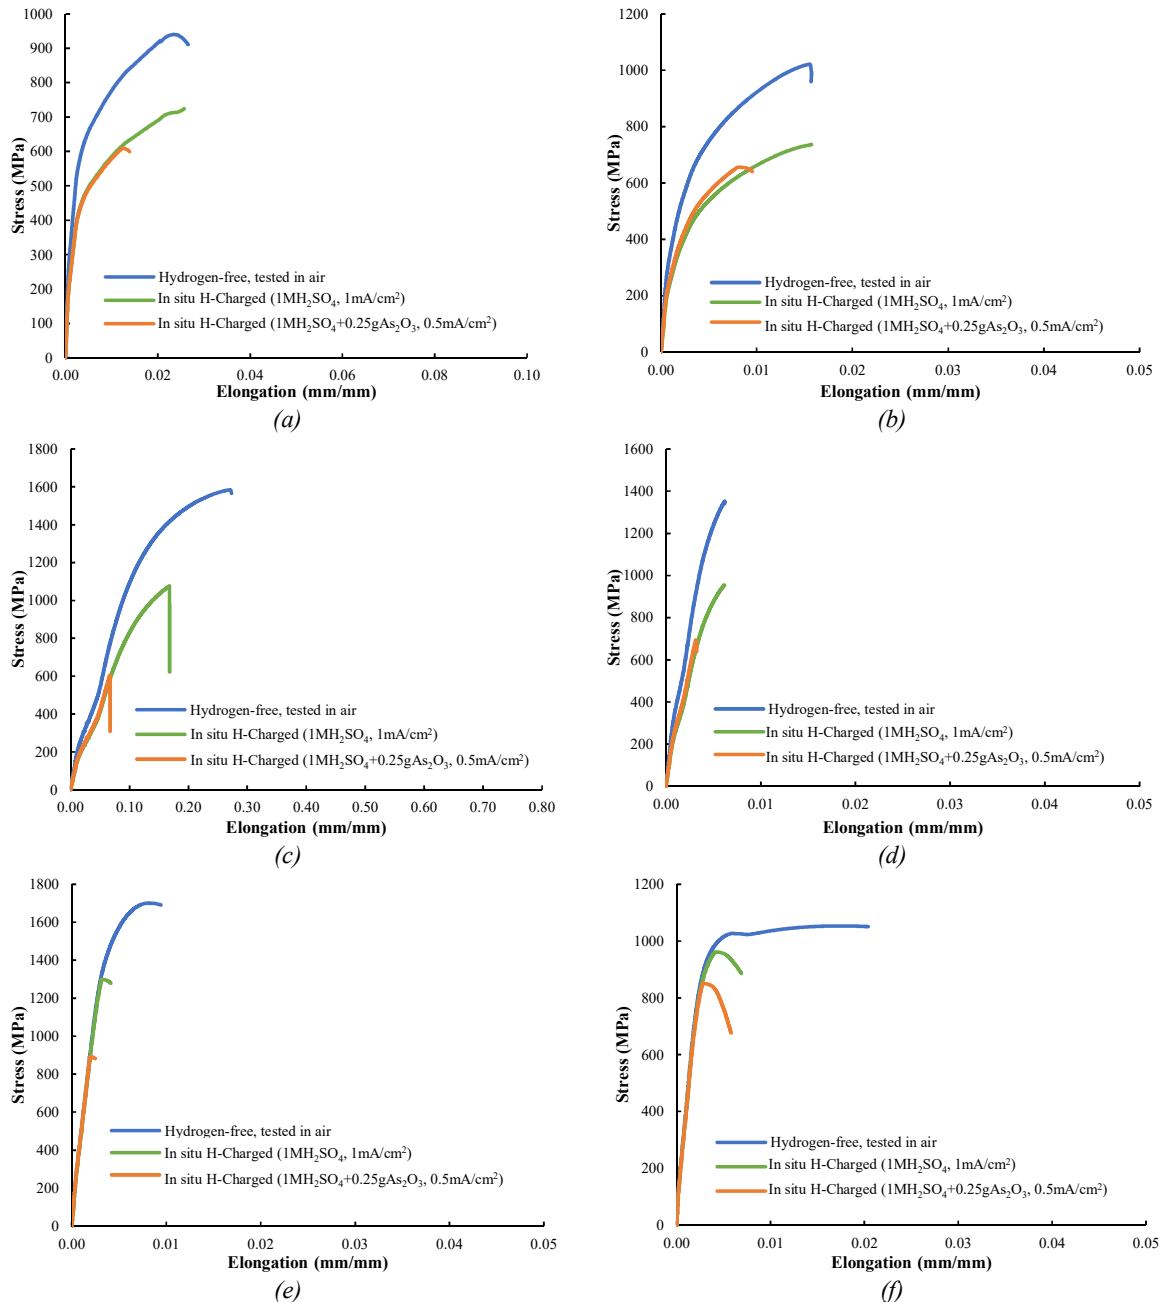 1000
900
800
700
600
500
400
300
200
100
0
Stress (MPa)
Hydrogen-free, tested in air
In situ H-Charged (1MH₂SO₄, 1mA/cm²)
In situ H-Charged (1MH₂SO₄+0.25gAs₂O₃, 0.5mA/cm²)
0.00 0.02 0.04 0.06 0.08 0.10
Elongation (mm/mm)
(a)
1200
1000
800
600
400
200
0
Stress (MPa)
Hydrogen-free, tested in air
In situ H-Charged (1MH₂SO₄, 1mA/cm²)
In situ H-Charged (1MH₂SO₄+0.25gAs₂O₃, 0.5mA/cm²)
0.00 0.01 0.02 0.03 0.04 0.05
Elongation (mm/mm)
(b)
1800
1600
1400
1200
1000
800
600
400
200
0
Stress (MPa)
Hydrogen-free, tested in air
In situ H-Charged (1MH₂SO₄, 1mA/cm²)
In situ H-Charged (1MH₂SO₄+0.25gAs₂O₃, 0.5mA/cm²)
0.00 0.10 0.20 0.30 0.40 0.50 0.60 0.70 0.80
Elongation (mm/mm)
(c)
1600
1400
1200
1000
800
600
400
200
0
Stress (MPa)
Hydrogen-free, tested in air
In situ H-Charged (1MH₂SO₄, 1mA/cm²)
In situ H-Charged (1MH₂SO₄+0.25gAs₂O₃, 0.5mA/cm²)
0.00 0.01 0.02 0.03 0.04 0.05
Elongation (mm/mm)
(d)
1800
1600
1400
1200
1000
800
600
400
200
0
Stress (MPa)
Hydrogen-free, tested in air
In situ H-Charged (1MH₂SO₄, 1mA/cm²)
In situ H-Charged (1MH₂SO₄+0.25gAs₂O₃, 0.5mA/cm²)
0.00 0.01 0.02 0.03 0.04 0.05
Elongation (mm/mm)
(e)
1200
1000
800
600
400
200
0
Stress (MPa)
Hydrogen-free, tested in air
In situ H-Charged (1MH₂SO₄, 1mA/cm²)
In situ H-Charged (1MH₂SO₄+0.25gAs₂O₃, 0.5mA/cm²)
0.00 0.01 0.02 0.03 0.04 0.05
Elongation (mm/mm)
(f)